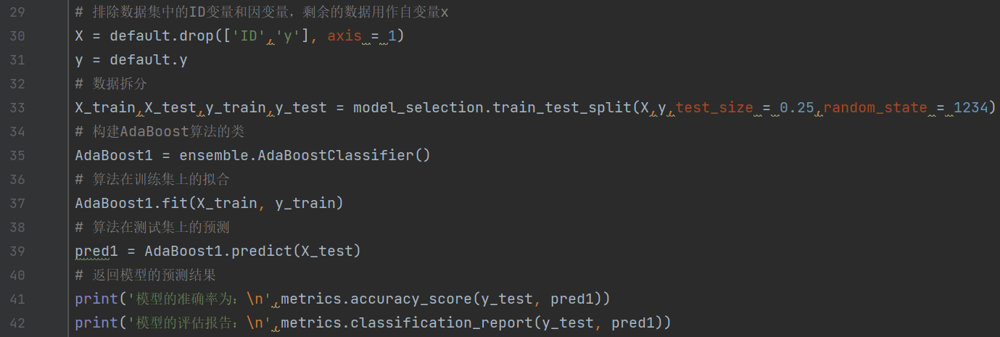 29 # 排除数据集中的ID变量和因变量，剩余的数据用作自变量x
30 X = default.drop(['ID','y'], axis = 1)
31 y = default.y
32 # 数据拆分
33 X_train,X_test,y_train,y_test = model_selection.train_test_split(X,y,test_size = 0.25,random_state = 1234)
34 # 构建AdaBoost算法的类
35 AdaBoost1 = ensemble.AdaBoostClassifier()
36 # 算法在训练集上的拟合
37 AdaBoost1.fit(X_train, y_train)
38 # 算法在测试集上的预测
39 pred1 = AdaBoost1.predict(X_test)
40 # 返回模型的预测结果
41 print('模型的准确率为：\n',metrics.accuracy_score(y_test, pred1))
42 print('模型的评估报告：\n',metrics.classification_report(y_test, pred1))